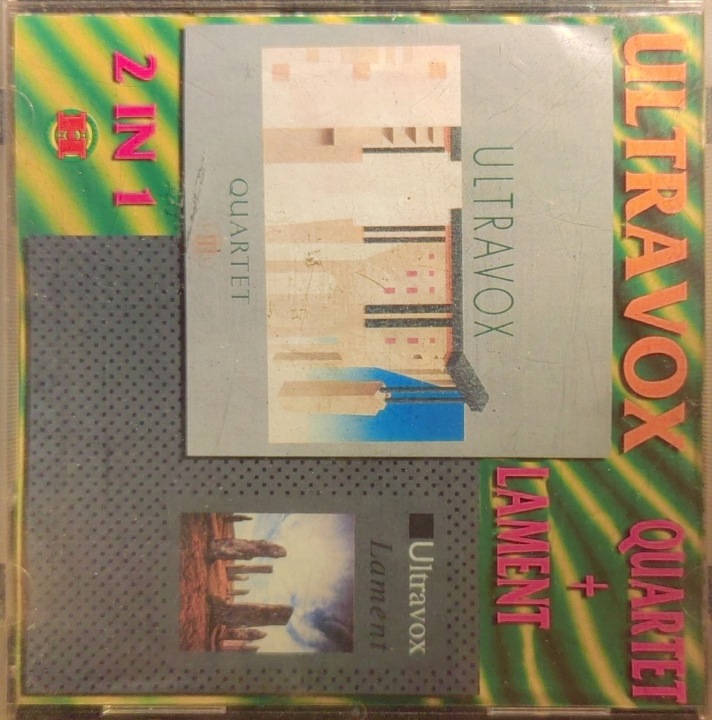 ULTRAVOX
QUARTET
+
LAMENT
ULTRAVOX
QUARTET
2 IN 1
Ultravox
Lament